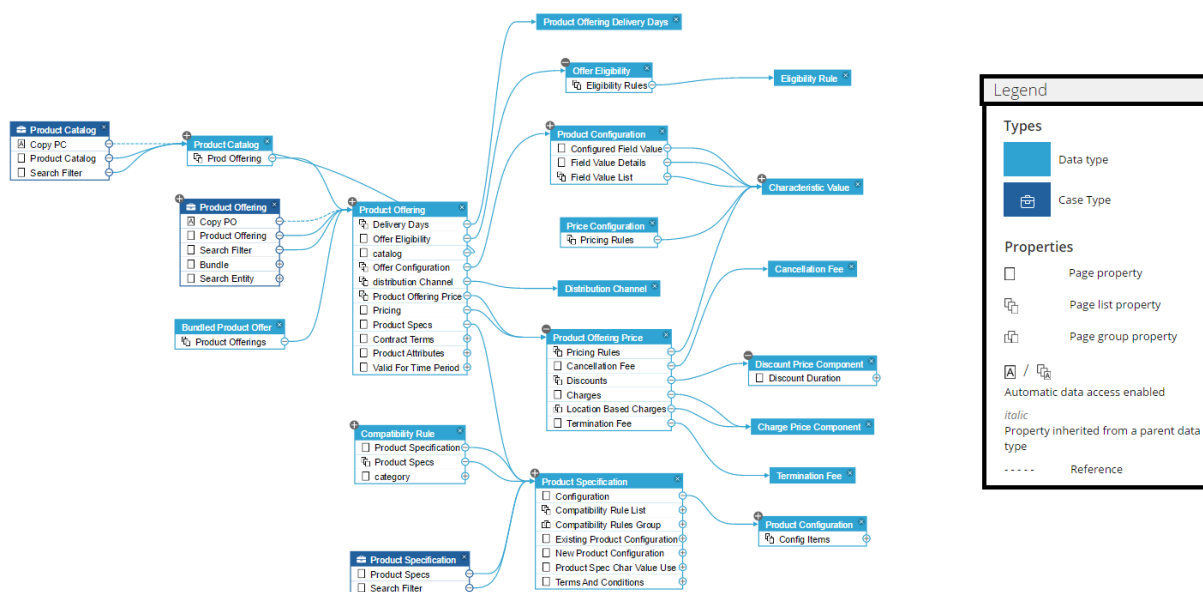 Product Offering Delivery Days
Offer Eligibility
Eligibility Rules
Eligibility Rule
Product Catalog
Copy PC
Product Catalog
Search Filter
Product Catalog
Prod Offering
Product Configuration
Configured Field Value
Field Value Details
Field Value List
Characteristic Value
Product Offering
Copy PO
Product Offering
Search Filter
Bundle
Search Entity
Product Offering
Delivery Days
Offer Eligibility
catalog
Offer Configuration
distribution Channel
Product Offering Price
Pricing
Product Specs
Contract Terms
Product Attributes
Valid For Time Period
Price Configuration
Pricing Rules
Cancellation Fee
Distribution Channel
Bundled Product Offer
Product Offerings
Product Offering Price
Pricing Rules
Cancellation Fee
Discounts
Charges
Location Based Charges
Termination Fee
Discount Price Component
Discount Duration
Charge Price Component
Termination Fee
Compatibility Rule
Product Specification
Product Specs
category
Product Specification
Configuration
Compatibility Rule List
Compatibility Rules Group
Existing Product Configuration
New Product Configuration
Product Spec Char Value Use
Terms And Conditions
Product Configuration
Config Items
Product Specification
Product Specs
Search Filter
Legend
Types
Data type
Case Type
Properties
Page property
Page list property
Page group property
A / A
Automatic data access enabled
italic
Property inherited from a parent data
type
- - - - - Reference